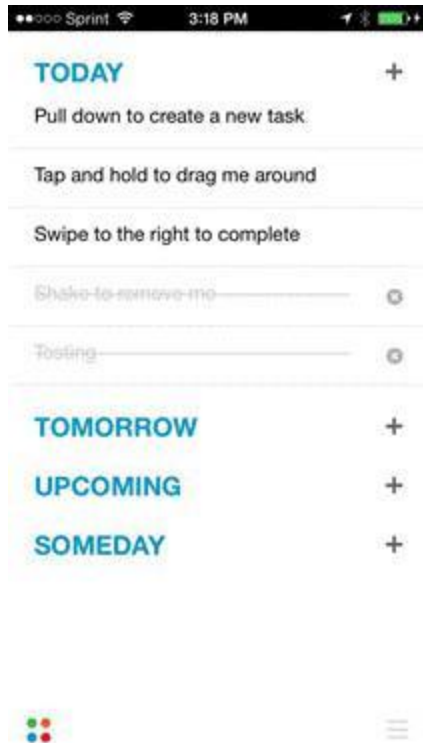 Sprint 3:18 PM
TODAY
Pull down to create a new task
Tap and hold to drag me around
Swipe to the right to complete
Shake to remove me
Testing
TOMORROW
UPCOMING
SOMEDAY